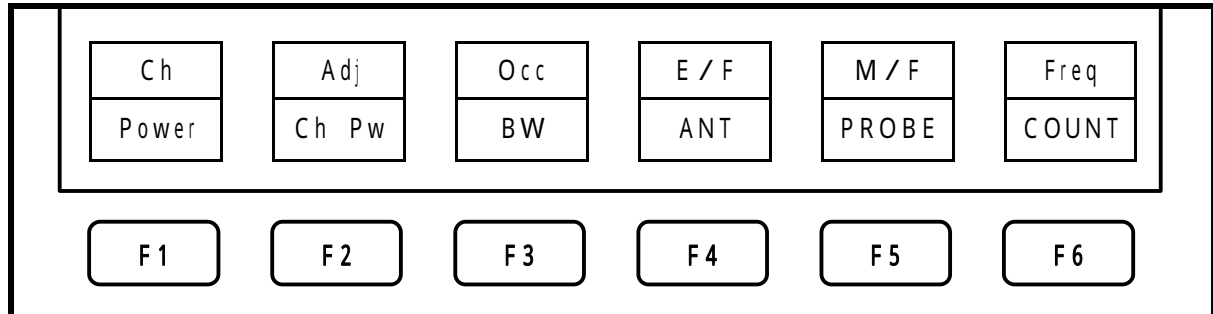 Ch Adj Occ E/F M/F Freq
Power Ch Pw BW ANT PROBE COUNT
F1 F2 F3 F4 F5 F6